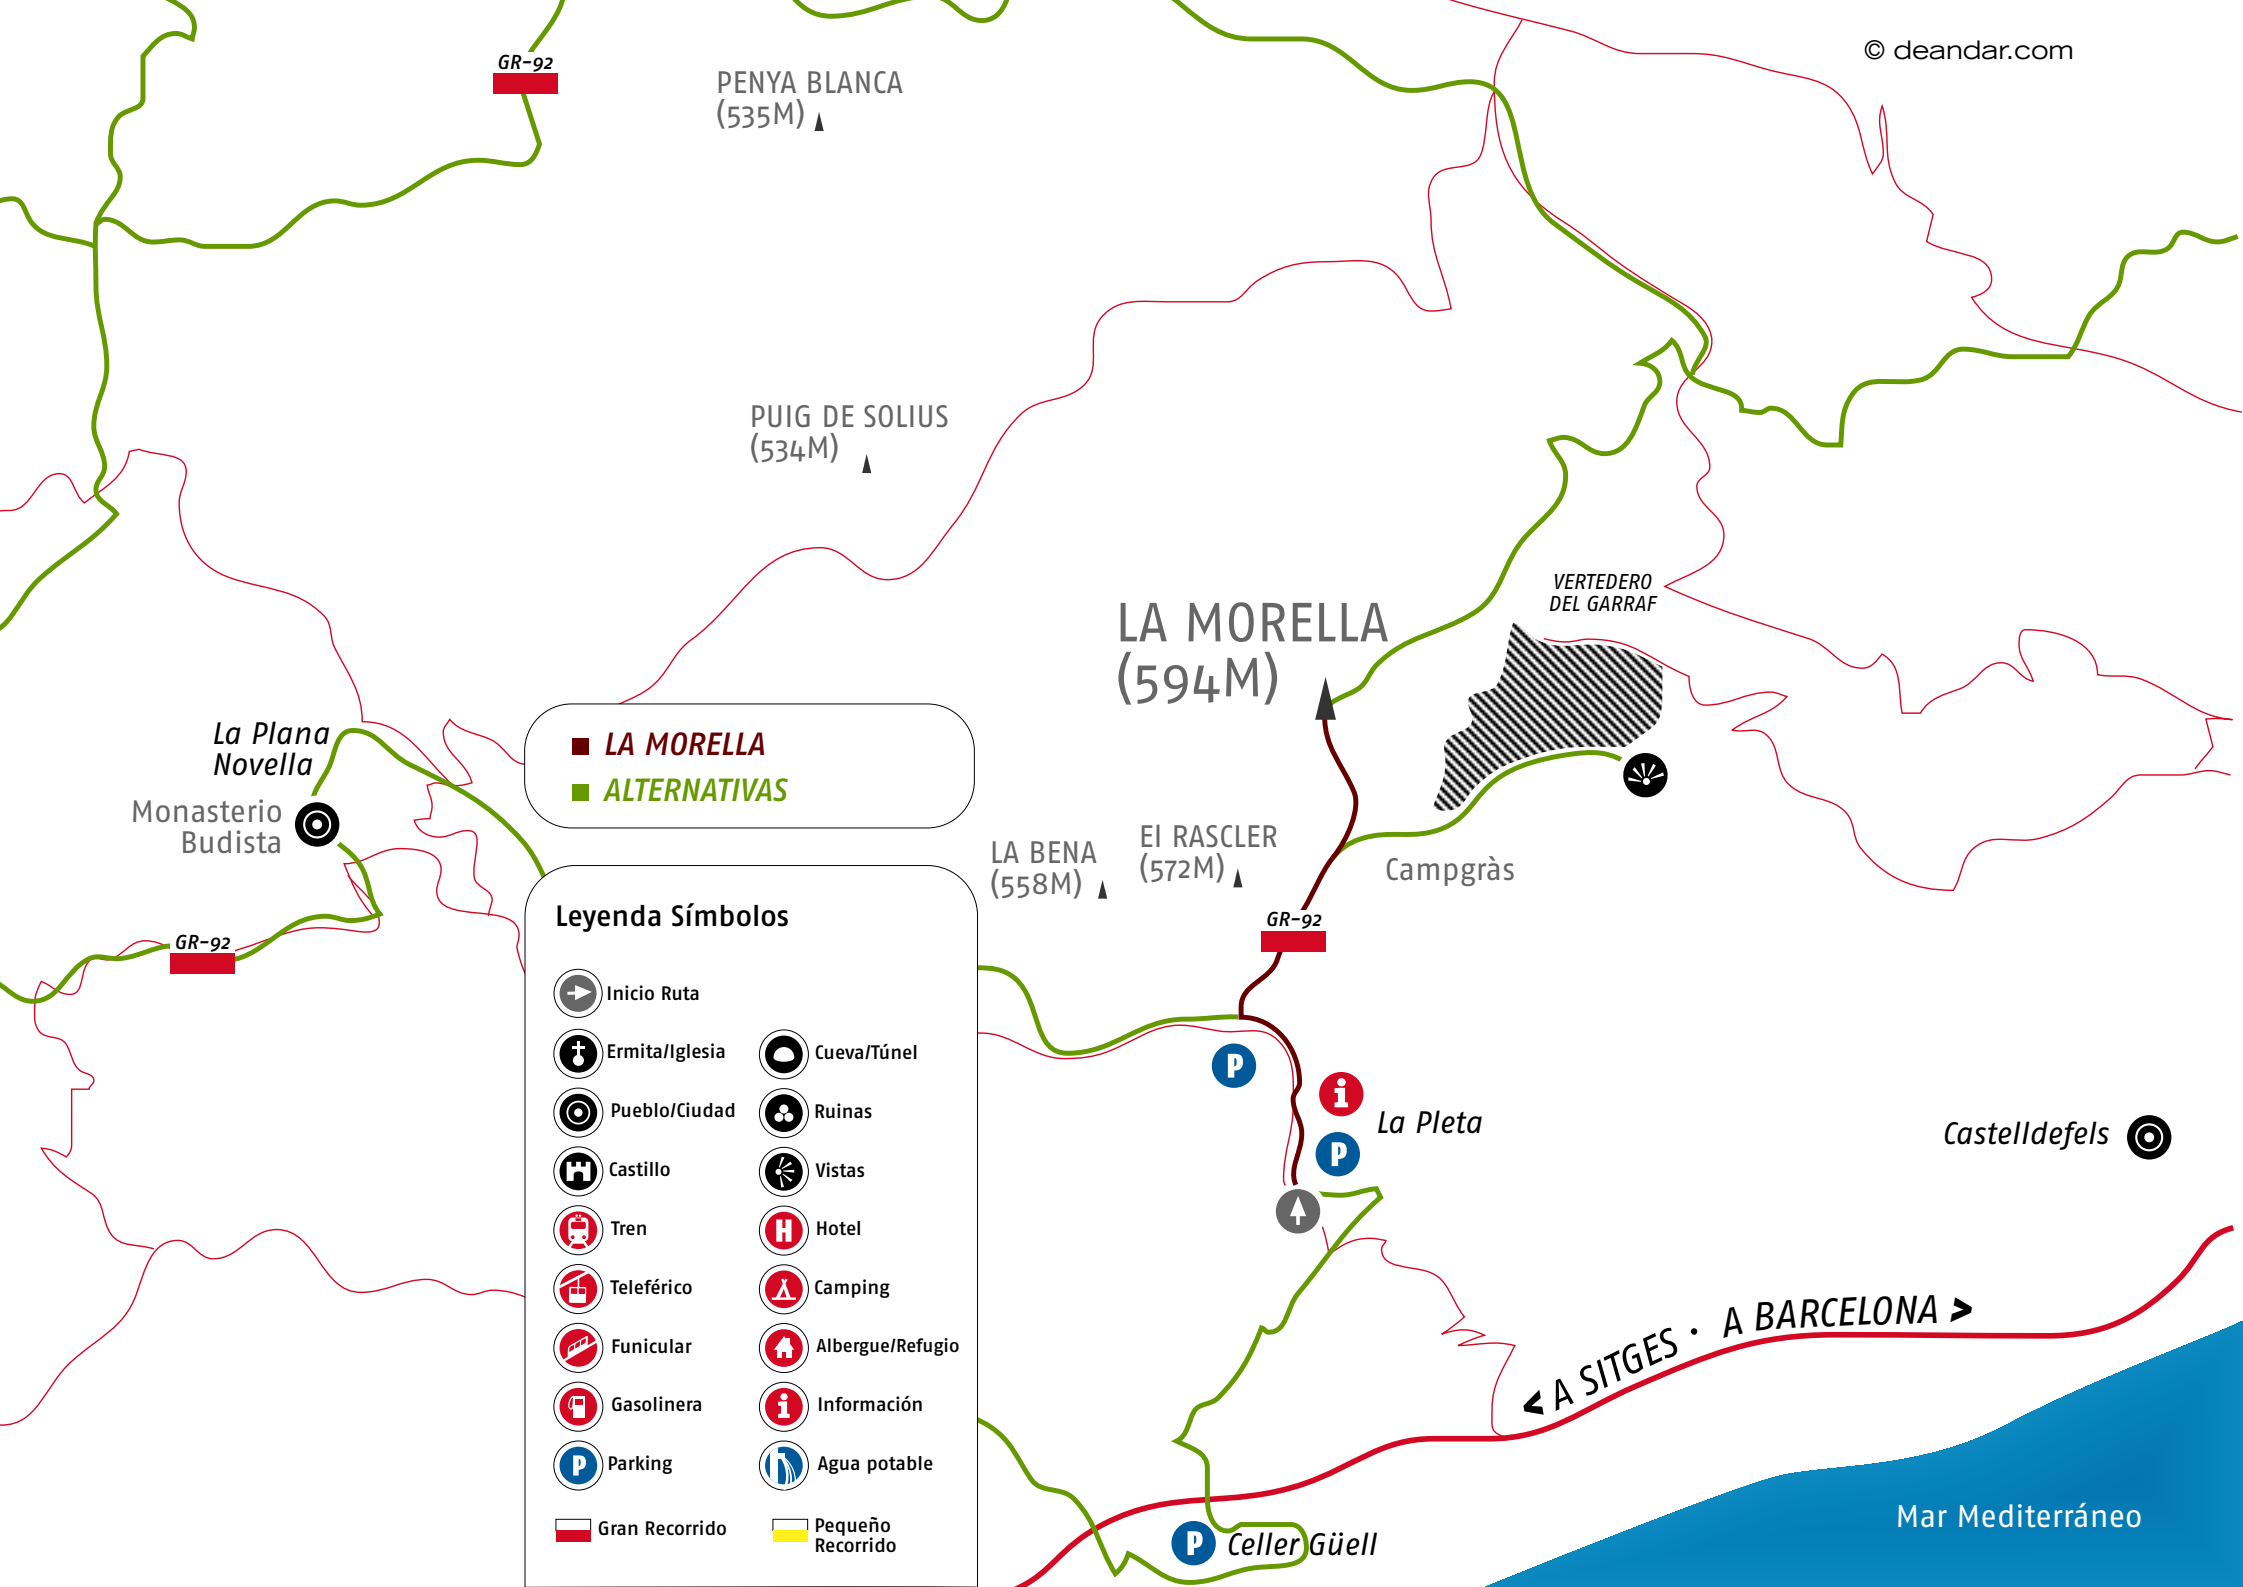 © deandar.com
GR-92
PENYA BLANCA
(535M)
PUIG DE SOLIUS
(534M)
VERTEDERO
DEL GARRAF
LA MORELLA
(594M)
La Plana
Novella
Monasterio
Budista
LA MORELLA
ALTERNATIVAS
LA BENA
(558M)
El RASCLER
(572M)
Campgràs
GR-92
GR-92
Leyenda Símbolos
Inicio Ruta
Ermita/Iglesia
Cueva/Túnel
Pueblo/Ciudad
Ruinas
Castillo
Vistas
Tren
Hotel
Teleférico
Camping
Funicular
Albergue/Refugio
Gasolinera
Información
Parking
Agua potable
Gran Recorrido
Pequeño
Recorrido
P
i
P
La Pleta
Castelldefels
< A SITGES · A BARCELONA >
Mar Mediterráneo
P
Celler Güell